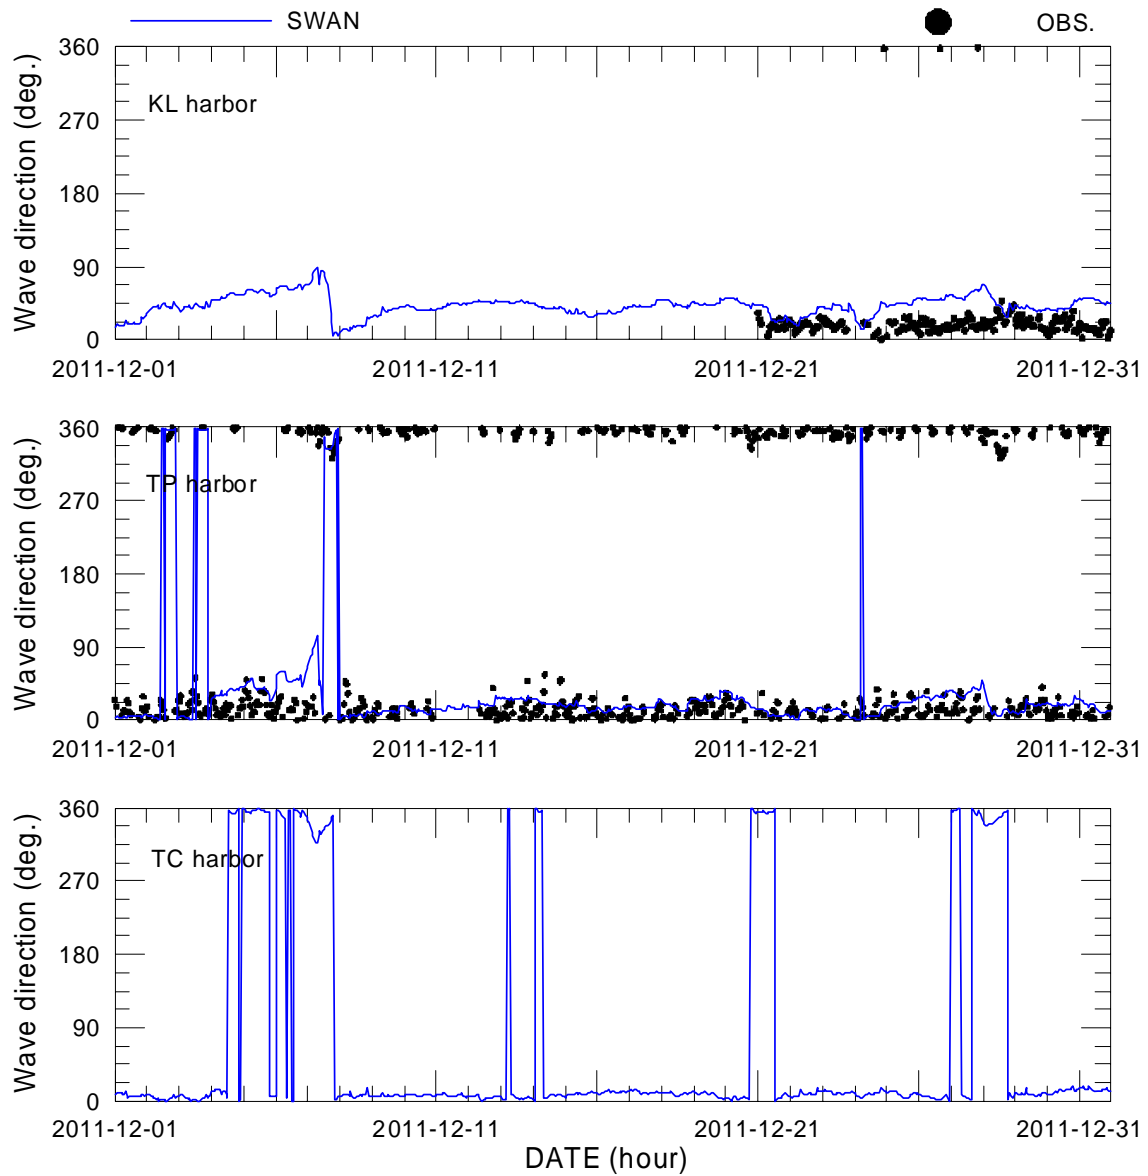 SWAN OBS.
360
KL harbor
270
180
90
0
Wave direction (deg.)
2011-12-01 2011-12-11 2011-12-21 2011-12-31
360
TP harbor
270
180
90
0
Wave direction (deg.)
2011-12-01 2011-12-11 2011-12-21 2011-12-31
360
TC harbor
270
180
90
0
Wave direction (deg.)
2011-12-01 2011-12-11 2011-12-21 2011-12-31
DATE (hour)